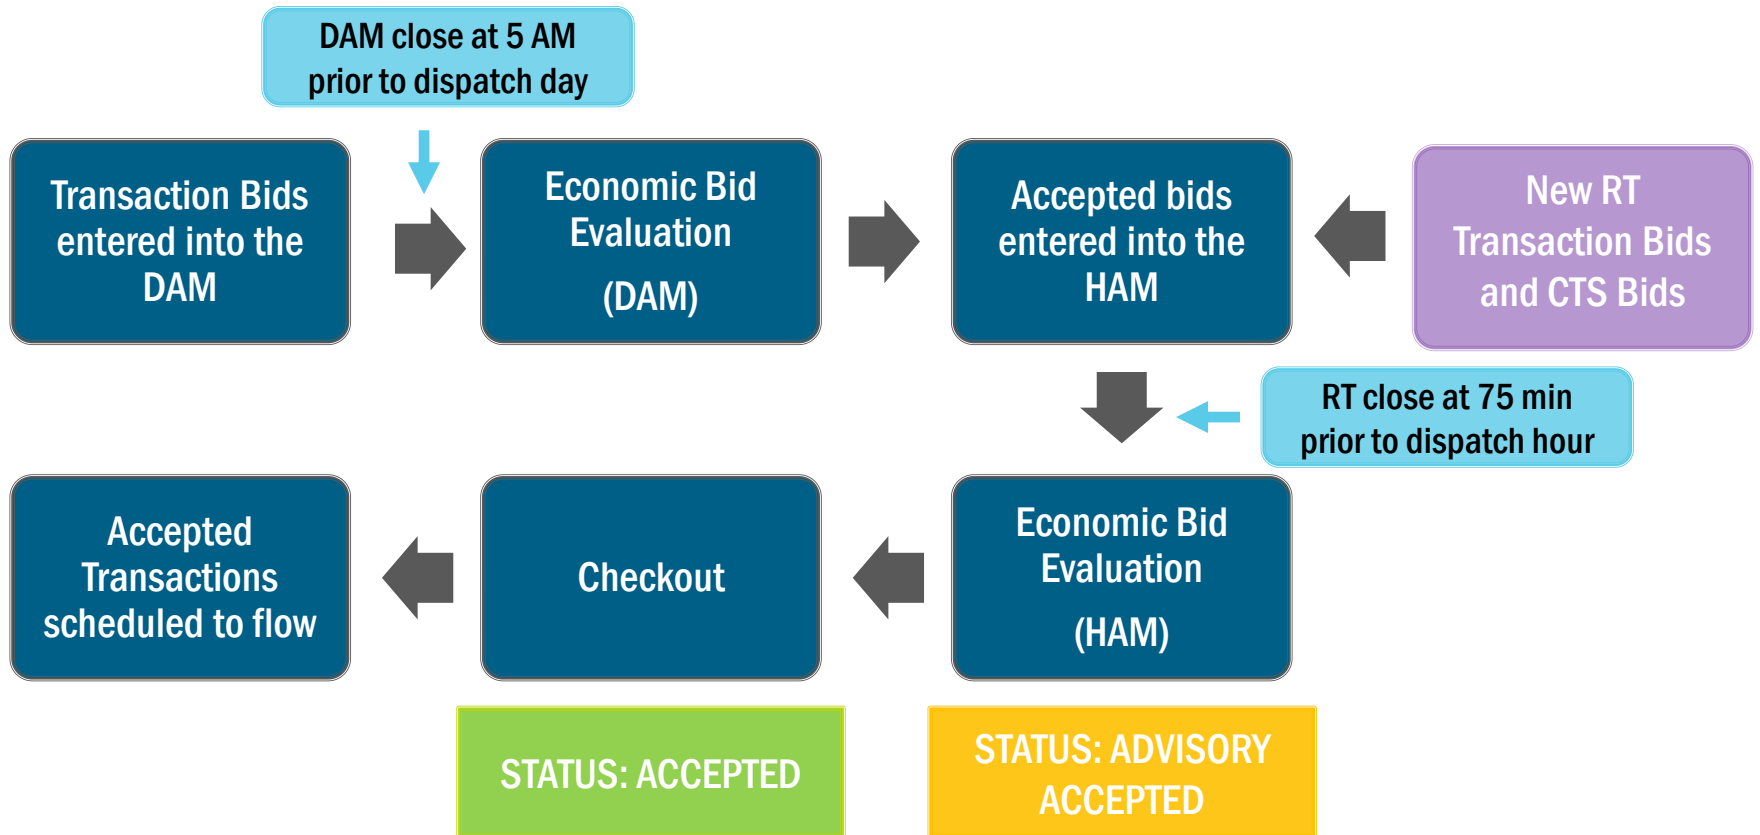 DAM close at 5 AM
prior to dispatch day
Transaction Bids
entered into the
DAM
Economic Bid
Evaluation
(DAM)
Accepted bids
entered into the
HAM
New RT
Transaction Bids
and CTS Bids
RT close at 75 min
prior to dispatch hour
Accepted
Transactions
scheduled to flow
Checkout
Economic Bid
Evaluation
(HAM)
STATUS: ACCEPTED
STATUS: ADVISORY
ACCEPTED